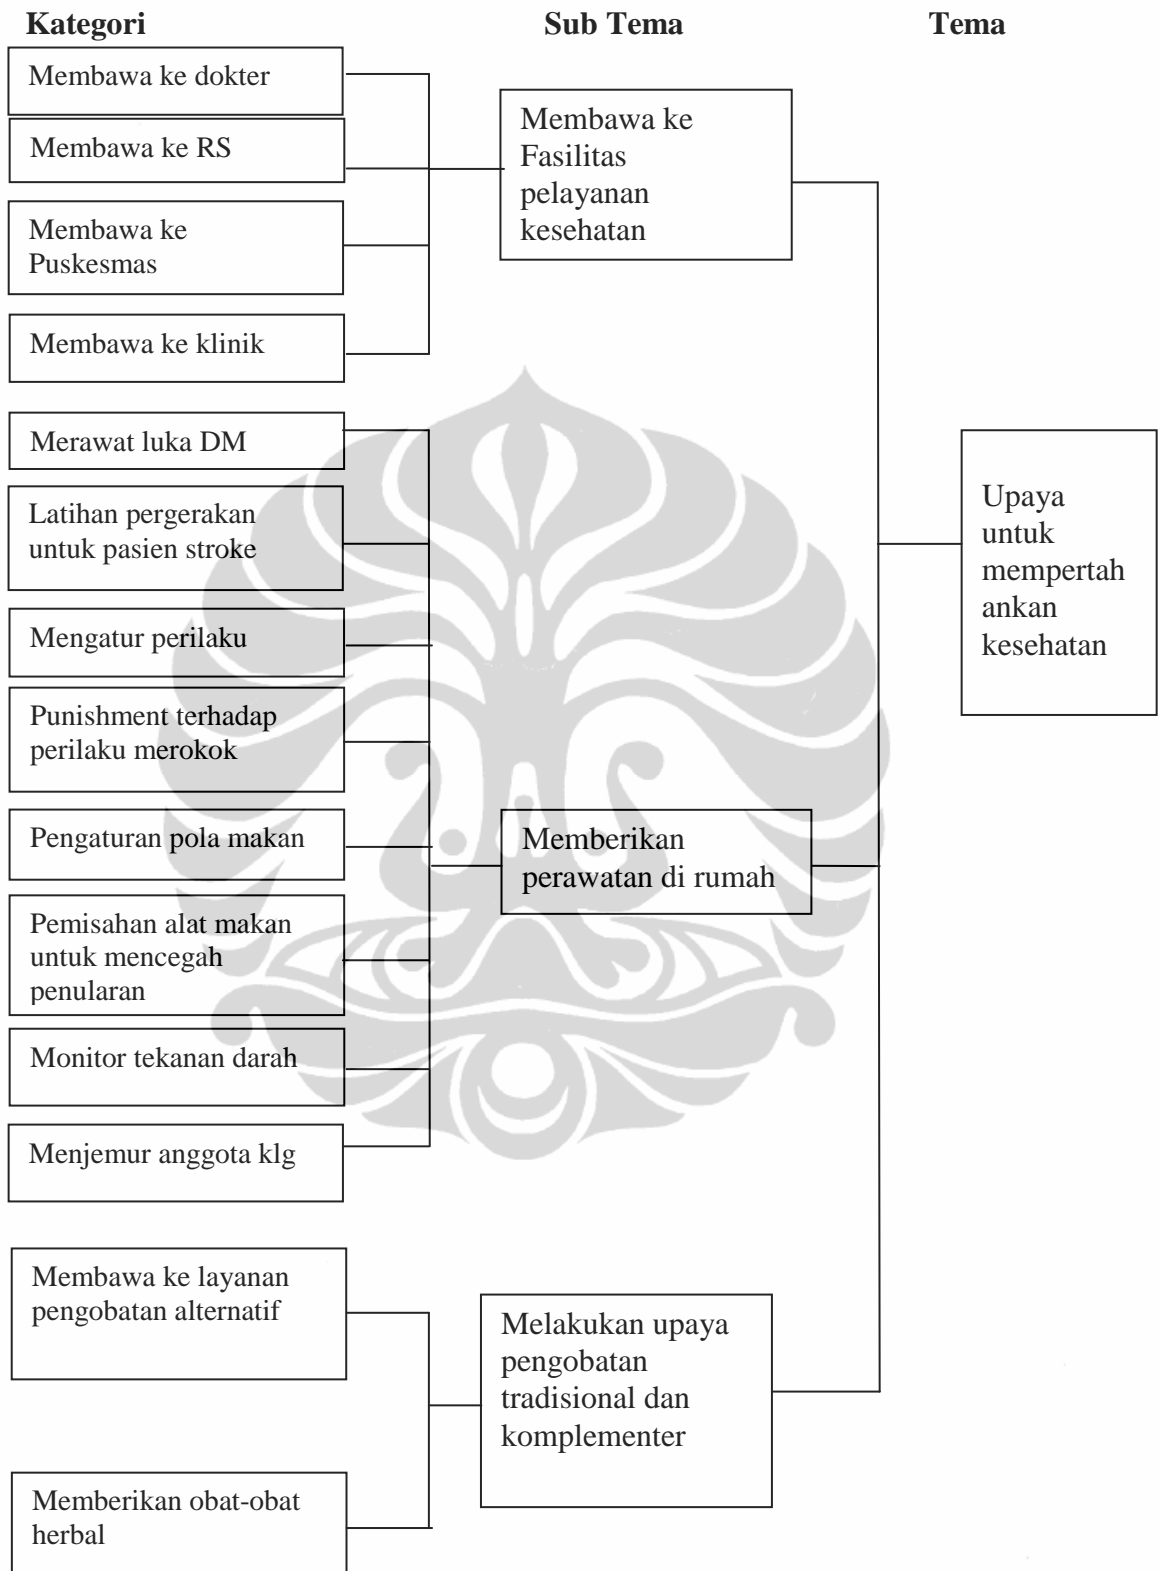 Kategori
Sub Tema
Tema
Membawa ke dokter
Membawa ke RS
Membawa ke
Puskesmas
Membawa ke klinik
Membawa ke
Fasilitas
pelayanan
kesehatan
Merawat luka DM
Latihan pergerakan
untuk pasien stroke
Mengatur perilaku
Punishment terhadap
perilaku merokok
Pengaturan pola makan
Pemisahan alat makan
untuk mencegah
penularan
Monitor tekanan darah
Menjemur anggota klg
Memberikan
perawatan di rumah
Membawa ke layanan
pengobatan alternatif
Memberikan obat-obat
herbal
Melakukan upaya
pengobatan
tradisional dan
komplementer
Upaya
untuk
mempertah
ankan
kesehatan